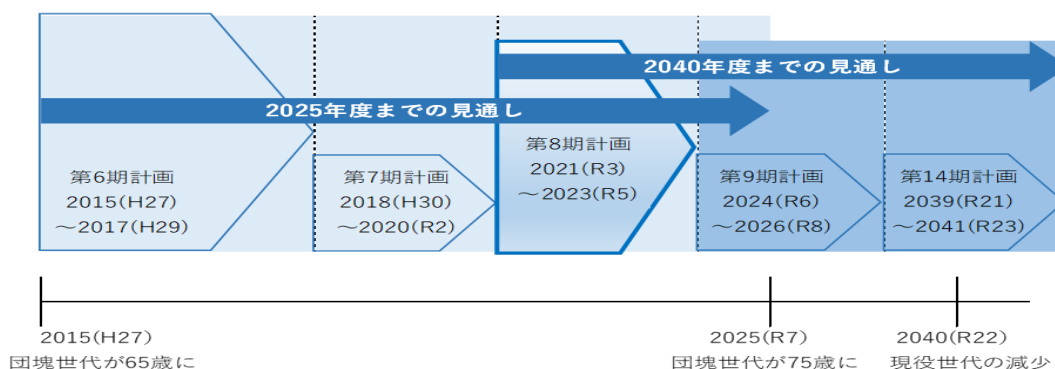 2040年度までの見通し
2025年度までの見通し
第6期計画
2015(H27)
～2017(H29)
第7期計画
2018(H30)
～2020(R2)
第8期計画
2021(R3)
～2023(R5)
第9期計画
2024(R6)
～2026(R8)
第14期計画
2039(R21)
～2041(R23)
2015(H27)
団塊世代が65歳に
2025(R7)
団塊世代が75歳に
2040(R22)
現役世代の減少